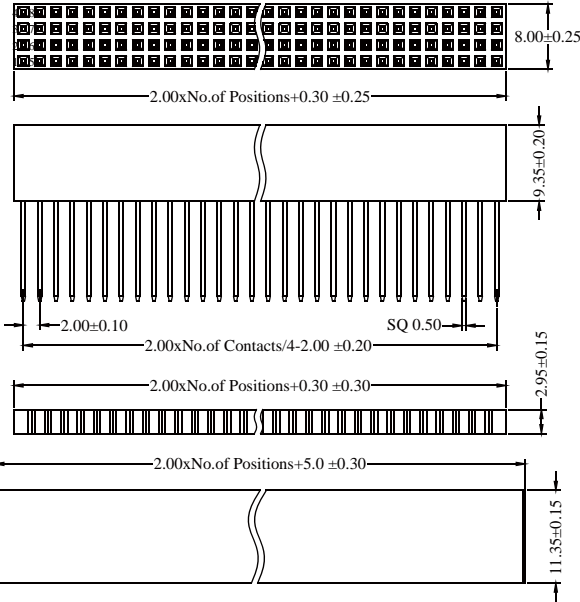 8.00±0.25
2.00xNo.of Positions+0.30 ±0.25
9.35±0.20
2.00±0.10
SQ 0.50
2.00xNo.of Contacts/4-2.00 ±0.20
2.00xNo.of Positions+0.30 ±0.30
2.95±0.15
2.00xNo.of Positions+5.0 ±0.30
11.35±0.15